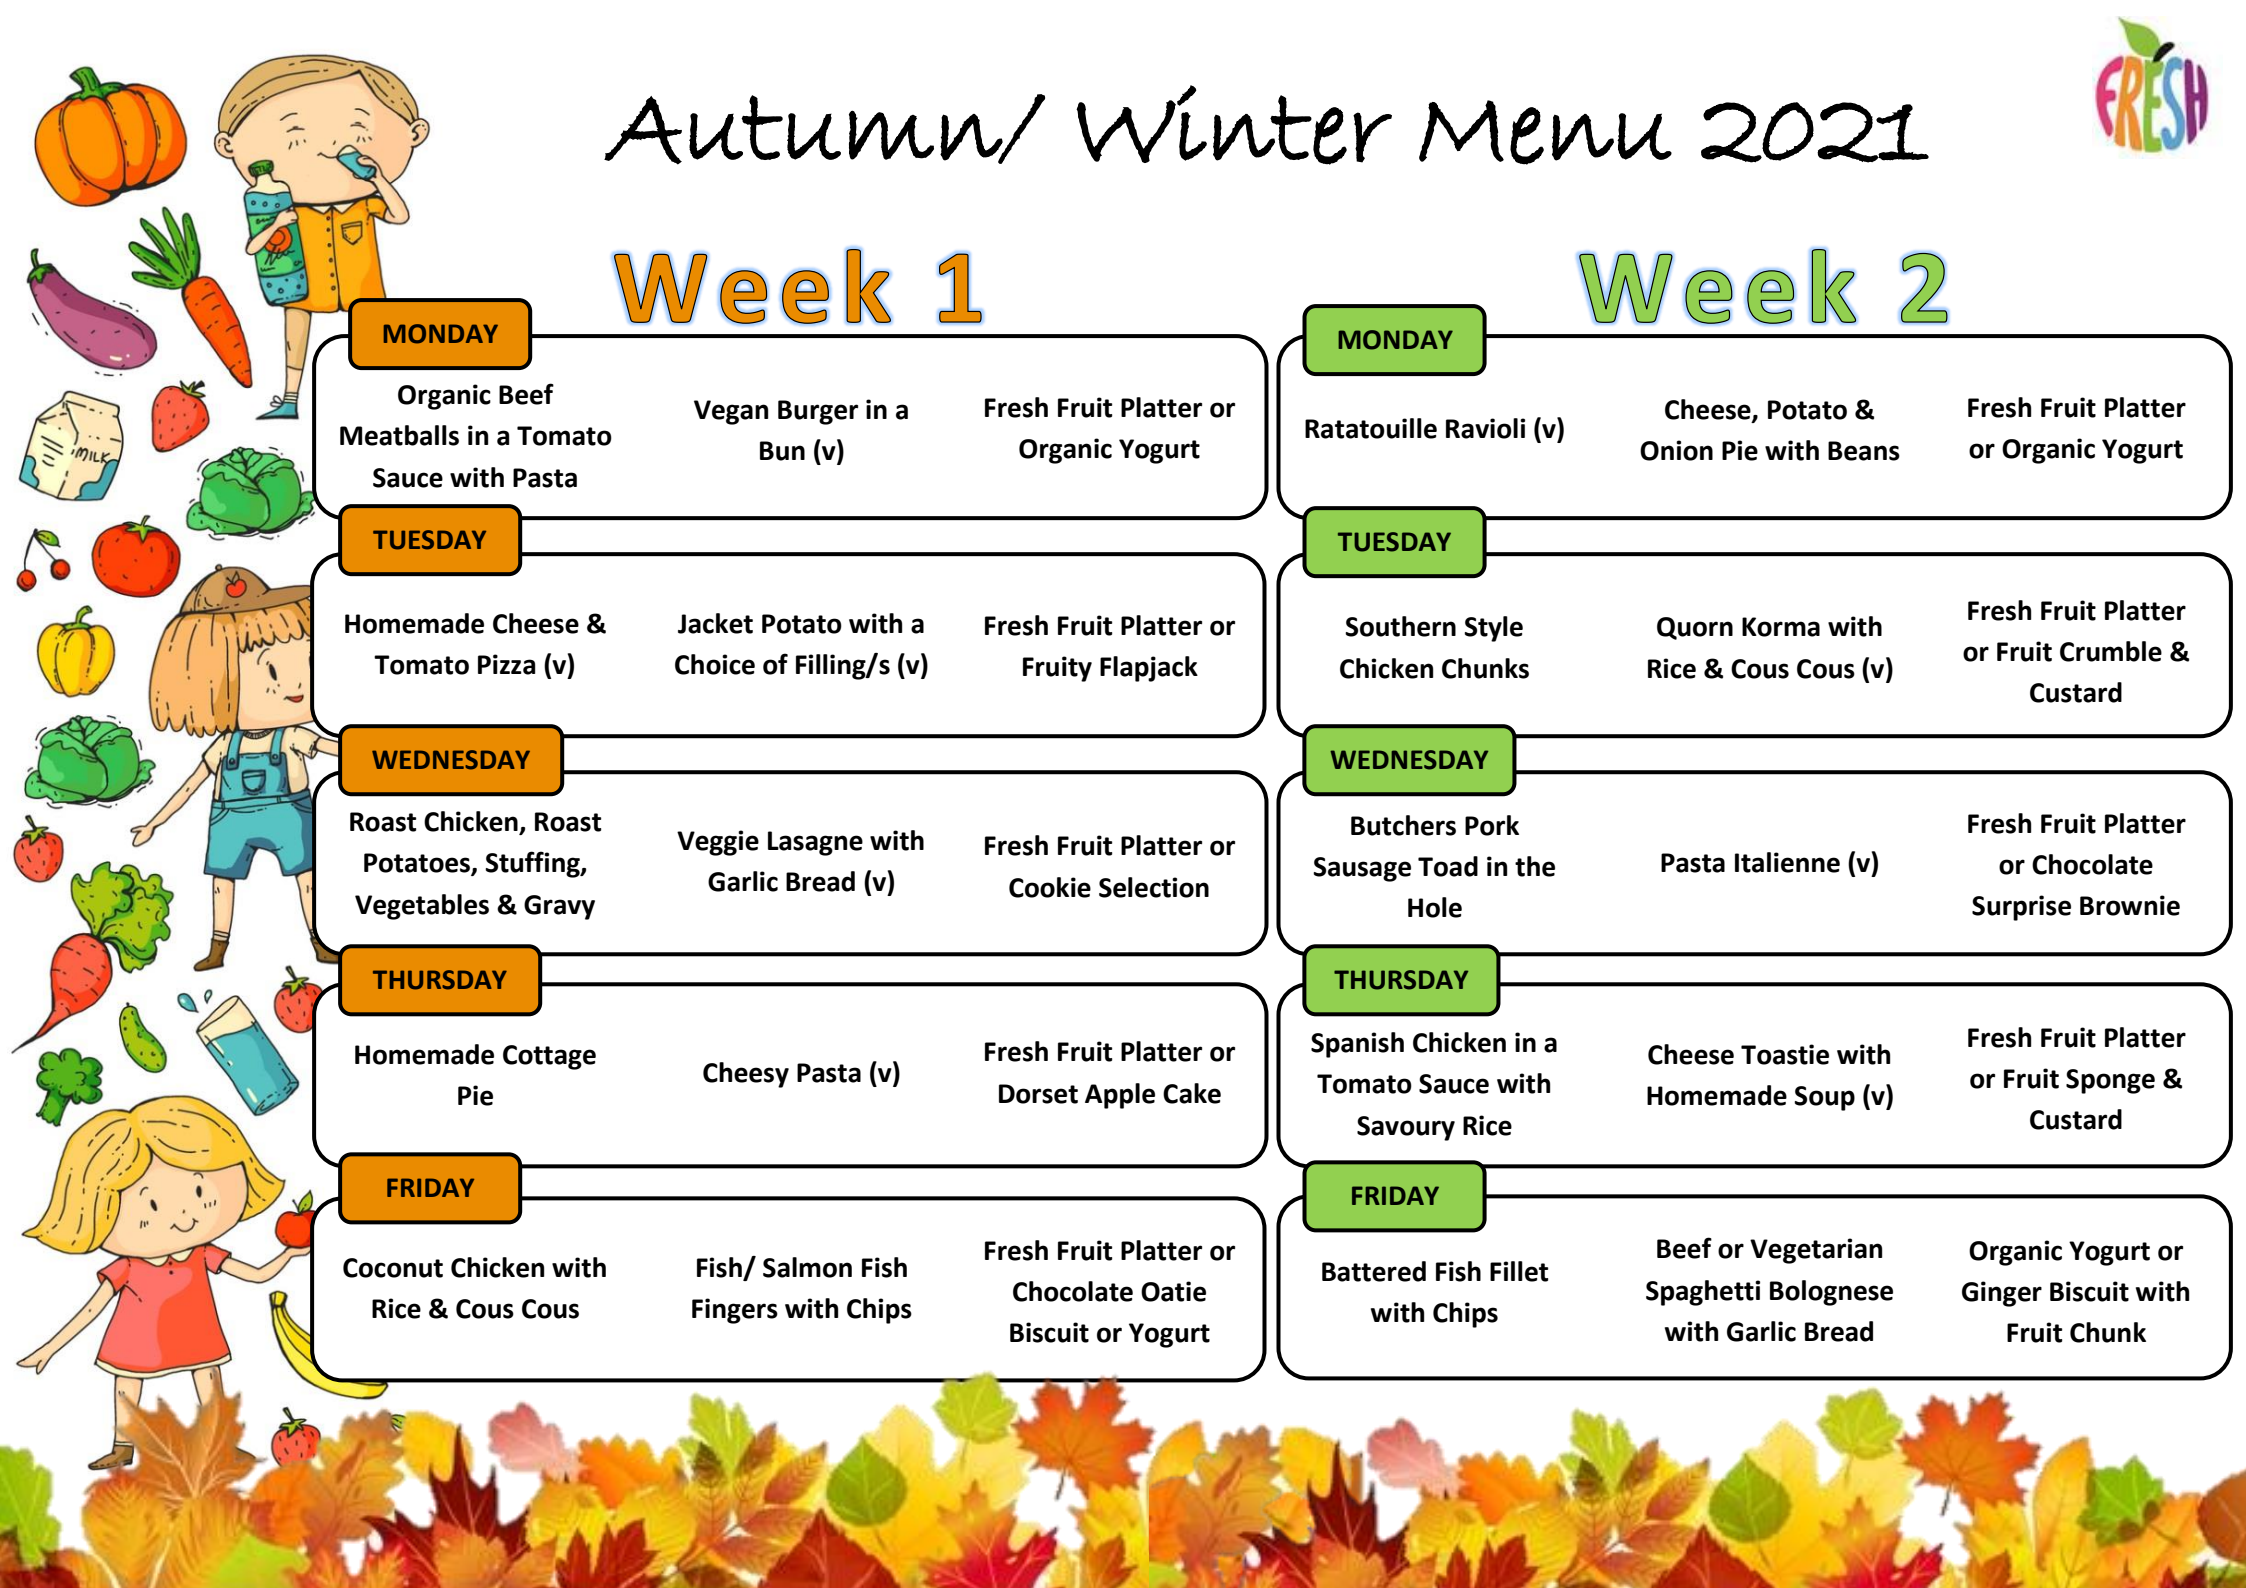 Autumn/ Winter Menu 2021
FRESH
MILK
Week 1
MONDAY
Organic Beef
Meatballs in a Tomato
Sauce with Pasta
Vegan Burger in a
Bun (v)
Fresh Fruit Platter or
Organic Yogurt
TUESDAY
Homemade Cheese &
Tomato Pizza (v)
Jacket Potato with a
Choice of Filling/s (v)
Fresh Fruit Platter or
Fruity Flapjack
WEDNESDAY
Roast Chicken, Roast
Potatoes, Stuffing,
Vegetables & Gravy
Veggie Lasagne with
Garlic Bread (v)
Fresh Fruit Platter or
Cookie Selection
THURSDAY
Homemade Cottage
Pie
Cheesy Pasta (v)
Fresh Fruit Platter or
Dorset Apple Cake
FRIDAY
Coconut Chicken with
Rice & Cous Cous
Fish/ Salmon Fish
Fingers with Chips
Fresh Fruit Platter or
Chocolate Oatie
Biscuit or Yogurt
Week 2
MONDAY
Ratatouille Ravioli (v)
Cheese, Potato &
Onion Pie with Beans
Fresh Fruit Platter
or Organic Yogurt
TUESDAY
Southern Style
Chicken Chunks
Quorn Korma with
Rice & Cous Cous (v)
Fresh Fruit Platter
or Fruit Crumble &
Custard
WEDNESDAY
Butchers Pork
Sausage Toad in the
Hole
Pasta Italienne (v)
Fresh Fruit Platter
or Chocolate
Surprise Brownie
THURSDAY
Spanish Chicken in a
Tomato Sauce with
Savoury Rice
Cheese Toastie with
Homemade Soup (v)
Fresh Fruit Platter
or Fruit Sponge &
Custard
FRIDAY
Battered Fish Fillet
with Chips
Beef or Vegetarian
Spaghetti Bolognese
with Garlic Bread
Organic Yogurt or
Ginger Biscuit with
Fruit Chunk